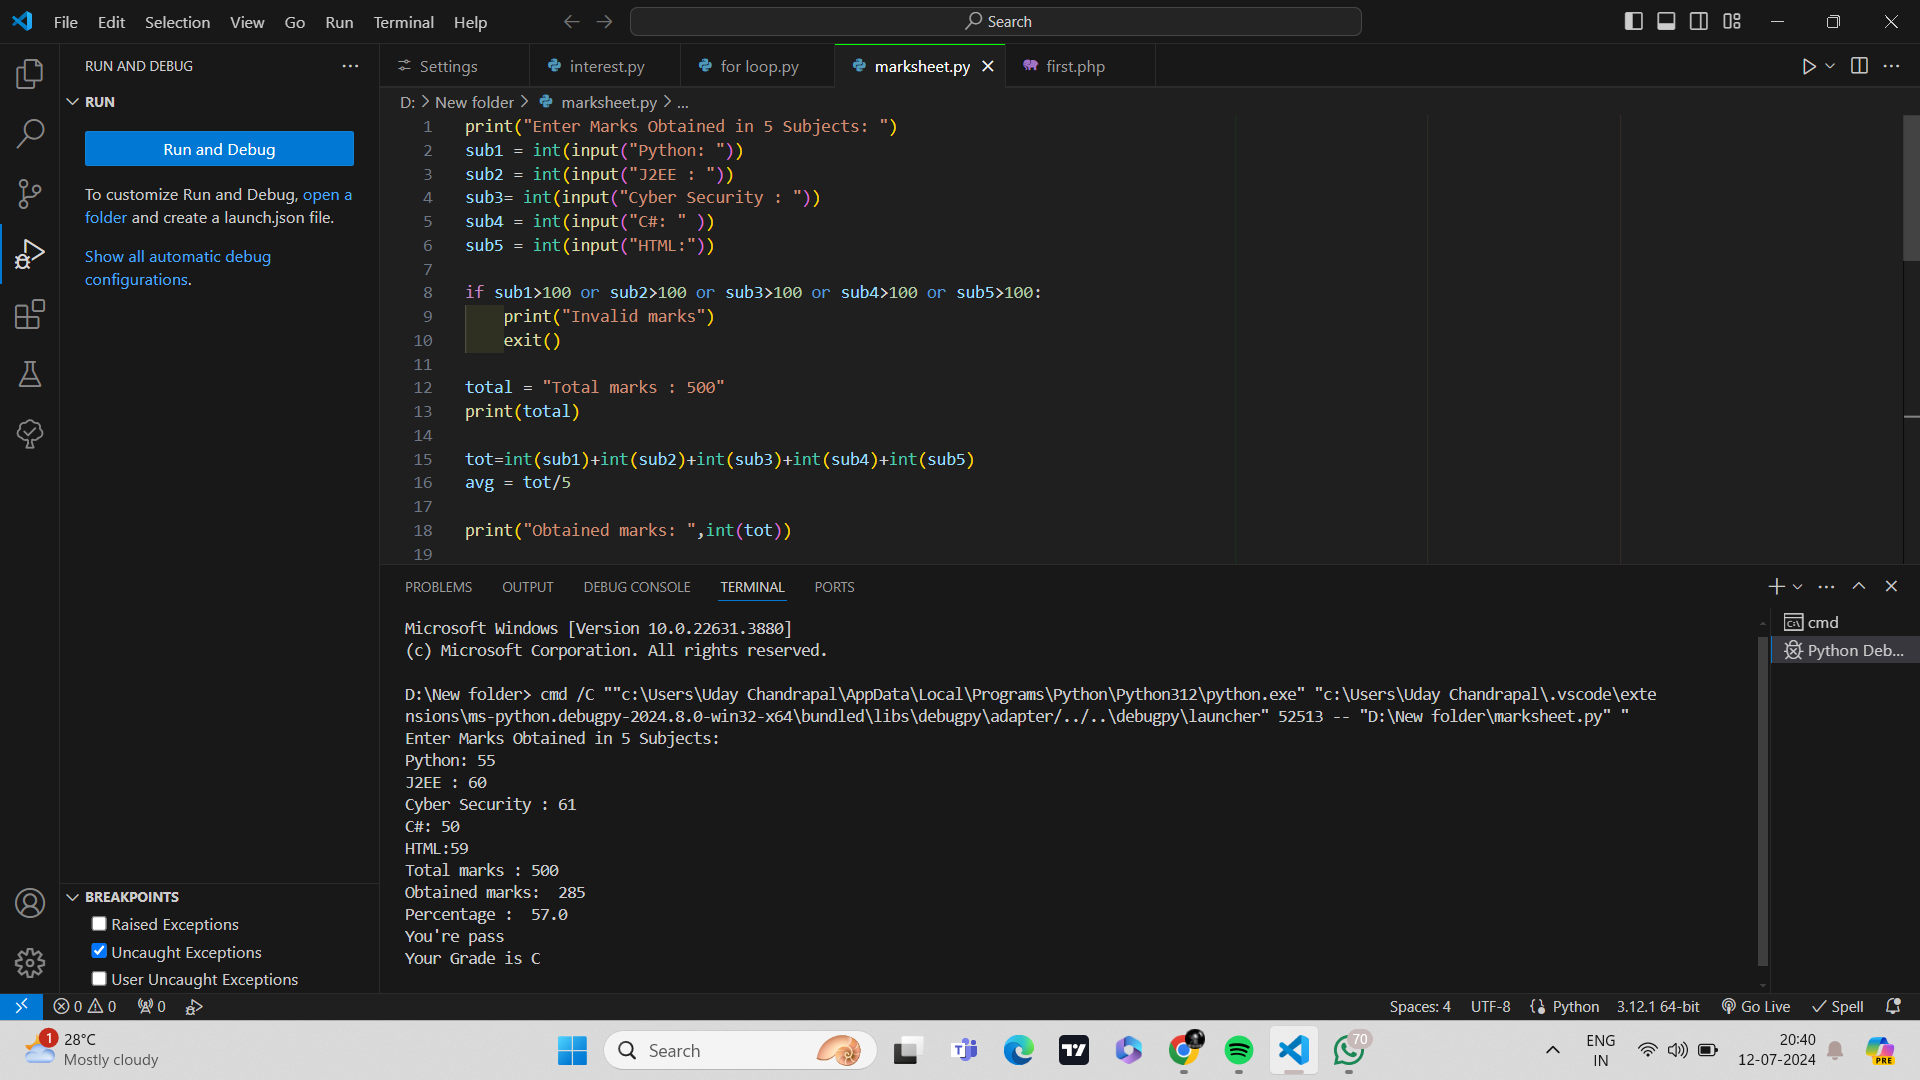 File Edit Selection View Go Run Terminal Help
Search
RUN AND DEBUG
RUN
Run and Debug
To customize Run and Debug, open a
folder and create a launch.json file.
Show all automatic debug
configurations.
BREAKPOINTS
Raised Exceptions
Uncaught Exceptions
User Uncaught Exceptions
Settings interest.py for loop.py marksheet.py first.php
D: > New folder > marksheet.py > ...
1 print("Enter Marks Obtained in 5 Subjects: ")
2 sub1 = int(input("Python: "))
3 sub2 = int(input("J2EE : "))
4 sub3= int(input("Cyber Security : "))
5 sub4 = int(input("C#: " ))
6 sub5 = int(input("HTML:"))
7
8 if sub1>100 or sub2>100 or sub3>100 or sub4>100 or sub5>100:
9     print("Invalid marks")
10     exit()
11
12 total = "Total marks : 500"
13 print(total)
14
15 tot=int(sub1)+int(sub2)+int(sub3)+int(sub4)+int(sub5)
16 avg = tot/5
17
18 print("Obtained marks: ",int(tot))
19
PROBLEMS OUTPUT DEBUG CONSOLE TERMINAL PORTS
cmd
Python Deb...
Microsoft Windows [Version 10.0.22631.3880]
(c) Microsoft Corporation. All rights reserved.
D:\New folder> cmd /C ""c:\Users\Uday Chandrapal\AppData\Local\Programs\Python\Python312\python.exe" "c:\Users\Uday Chandrapal\.vscode\exte
nsions\ms-python.debugpy-2024.8.0-win32-x64\bundled\libs\debugpy\adapter/../..\debugpy\launcher" 52513 -- "D:\New folder\marksheet.py" "
Enter Marks Obtained in 5 Subjects:
Python: 55
J2EE : 60
Cyber Security : 61
C#: 50
HTML:59
Total marks : 500
Obtained marks:  285
Percentage :  57.0
You're pass
Your Grade is C
0 0 0 Spaces: 4 UTF-8 Python 3.12.1 64-bit Go Live Spell
1 28°C
Mostly cloudy
Search
70
ENG
IN
20:40
12-07-2024
PRE